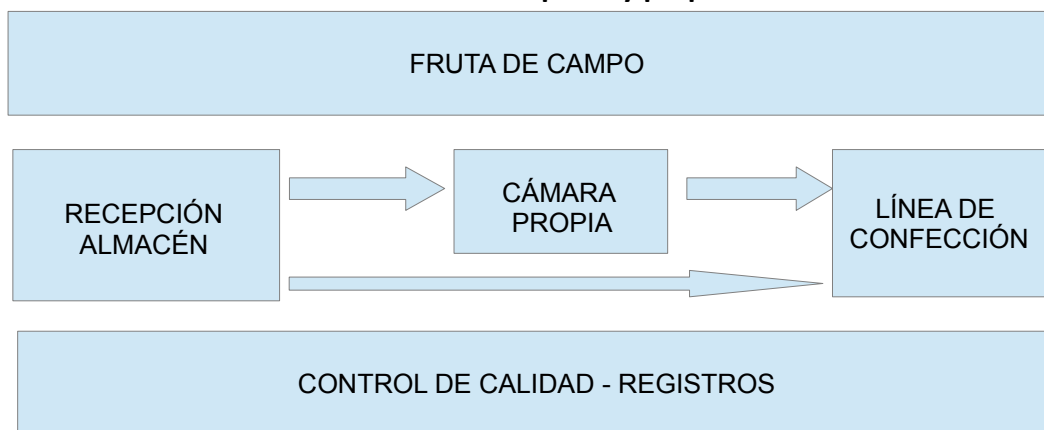 FRUTA DE CAMPO
RECEPCIÓN
ALMACÉN
CÁMARA
PROPIA
LÍNEA DE
CONFECCIÓN
CONTROL DE CALIDAD - REGISTROS